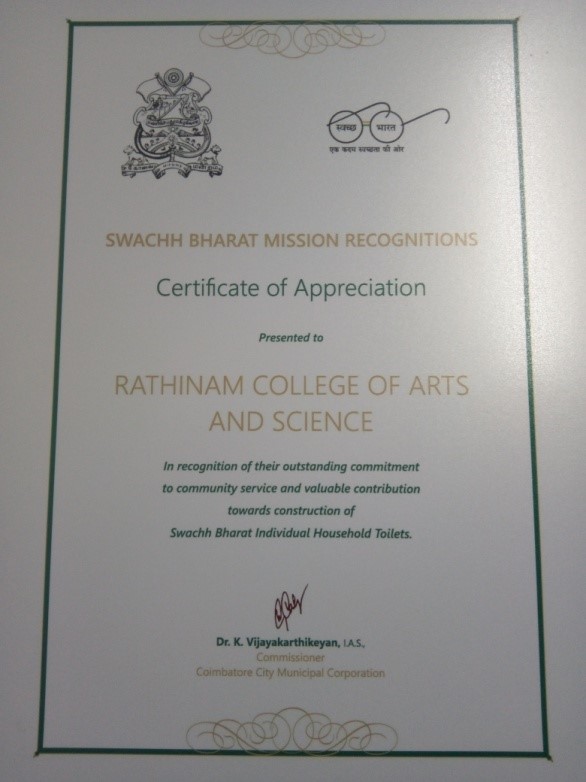 स्वच्छ भारत
एक कदम स्वच्छता की ओर
SWACHH BHARAT MISSION RECOGNITIONS
Certificate of Appreciation
Presented to
RATHINAM COLLEGE OF ARTS
AND SCIENCE
In recognition of their outstanding commitment
to community service and valuable contribution
towards construction of
Swachh Bharat Individual Household Toilets.
Dr. K. Vijayakarthikeyan, I.A.S.,
Commissioner
Coimbatore City Municipal Corporation